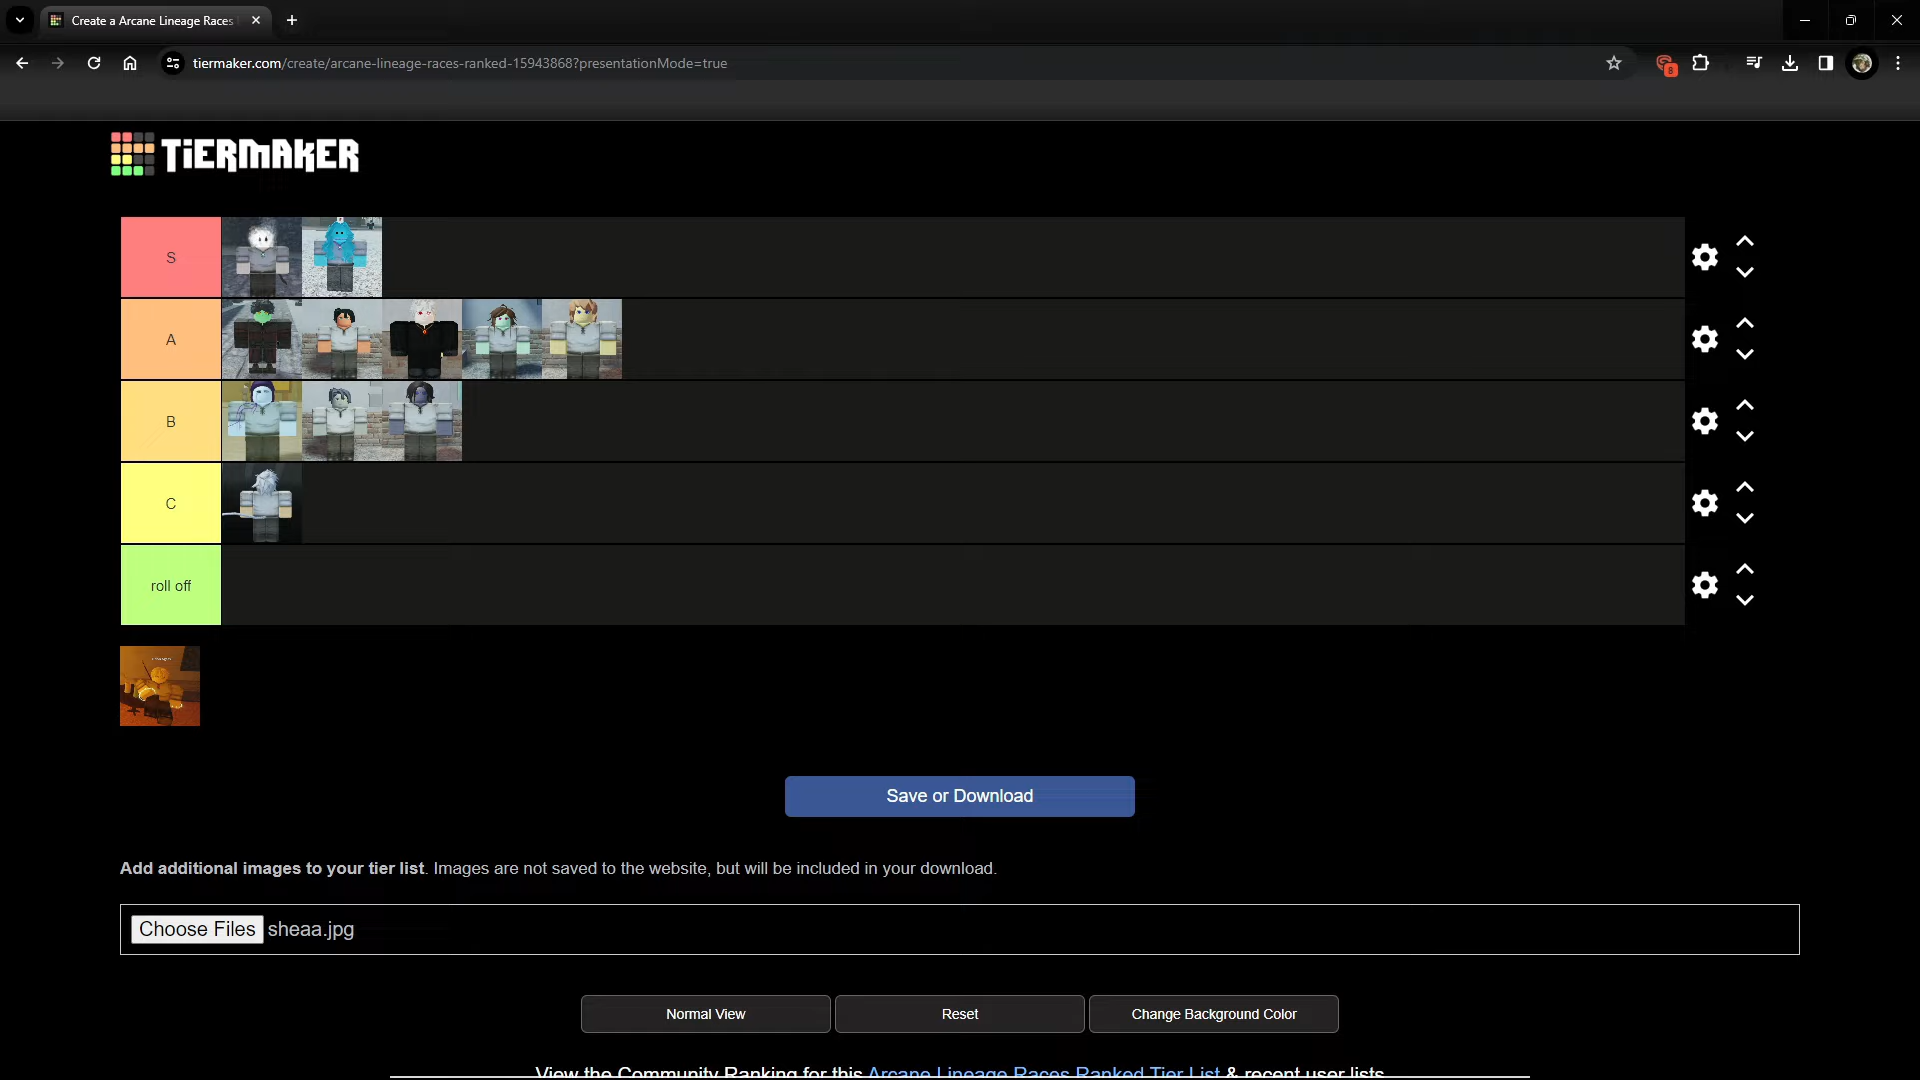 Create a Arcane Lineage Races
tiermaker.com/create/arcane-lineage-races-ranked-15943868?presentationMode=true
8
TiERMAKER
S
A
B
C
roll off
Save or Download
Add additional images to your tier list. Images are not saved to the website, but will be included in your download.
Choose Files sheaa.jpg
Normal View
Reset
Change Background Color
View the Community Ranking for this Arcane Lineage Races Ranked Tier List & recent user lists